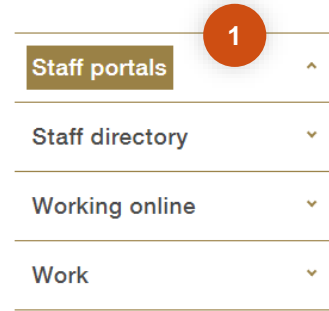 1
Staff portals
Staff directory
Working online
Work